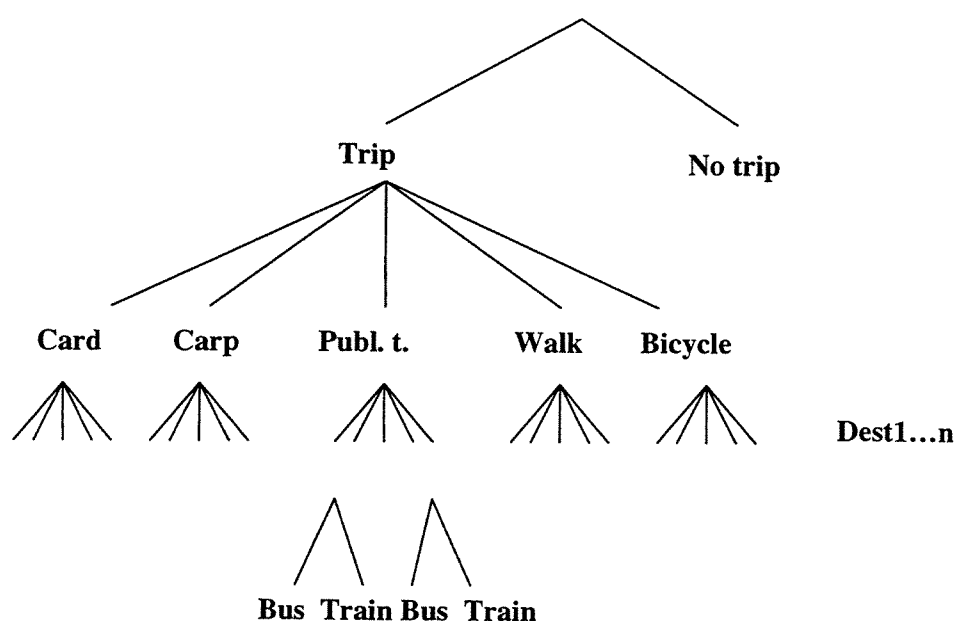 Trip
No trip
Card Carp Publ. t. Walk Bicycle
Dest1...n
Bus Train Bus Train